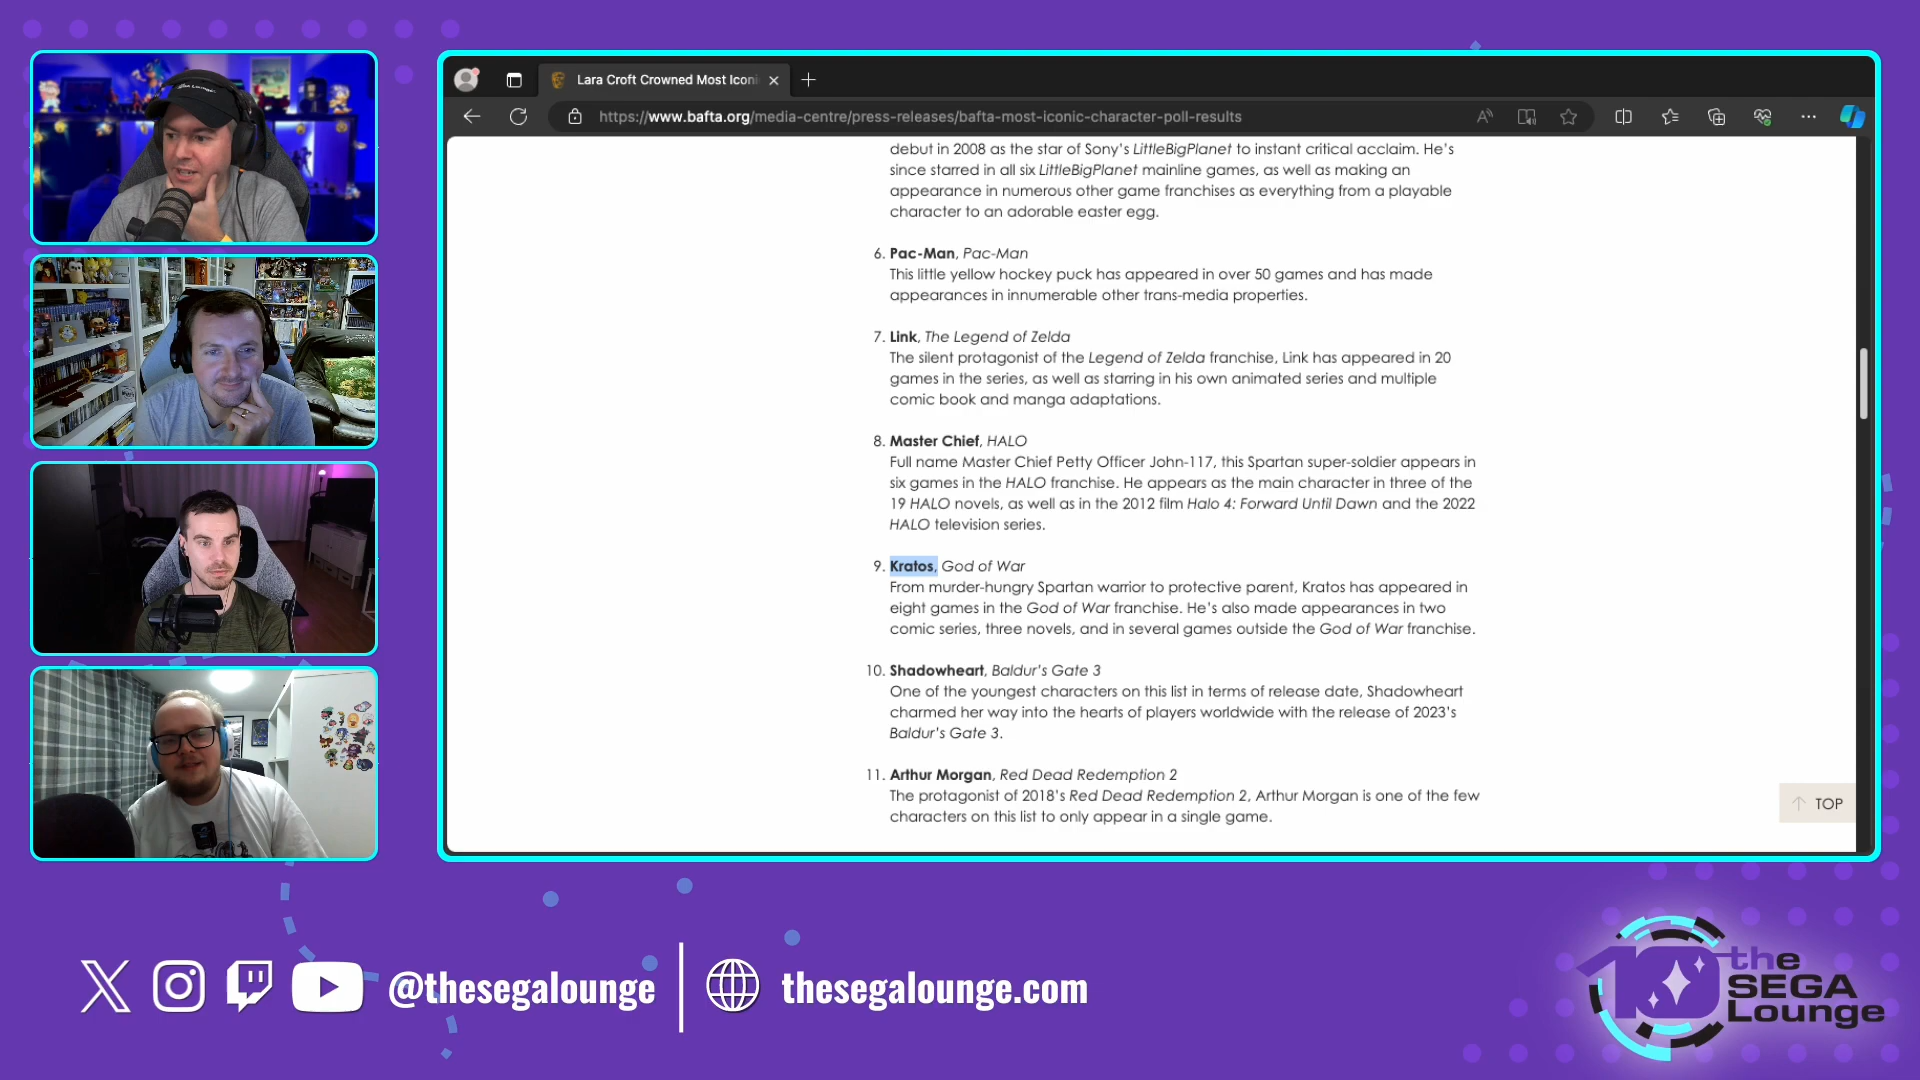 Lara Croft Crowned Most Iconi
https://www.bafta.org/media-centre/press-releases/bafta-most-iconic-character-poll-results
debut in 2008 as the star of Sony's LittleBigPlanet to instant critical acclaim. He's
since starred in all six LittleBigPlanet mainline games, as well as making an
appearance in numerous other game franchises as everything from a playable
character to an adorable easter egg.
6. Pac-Man, Pac-Man
This little yellow hockey puck has appeared in over 50 games and has made
appearances in innumerable other trans-media properties.
7. Link, The Legend of Zelda
The silent protagonist of the Legend of Zelda franchise, Link has appeared in 20
games in the series, as well as starring in his own animated series and multiple
comic book and manga adaptations.
8. Master Chief, HALO
Full name Master Chief Petty Officer John-117, this Spartan super-soldier appears in
six games in the HALO franchise. He appears as the main character in three of the
19 HALO novels, as well as in the 2012 film Halo 4: Forward Until Dawn and the 2022
HALO television series.
9. Kratos, God of War
From murder-hungry Spartan warrior to protective parent, Kratos has appeared in
eight games in the God of War franchise. He's also made appearances in two
comic series, three novels, and in several games outside the God of War franchise.
10. Shadowheart, Baldur's Gate 3
One of the youngest characters on this list in terms of release date, Shadowheart
charmed her way into the hearts of players worldwide with the release of 2023's
Baldur's Gate 3.
11. Arthur Morgan, Red Dead Redemption 2
The protagonist of 2018's Red Dead Redemption 2, Arthur Morgan is one of the few
characters on this list to only appear in a single game.
TOP
@thesegalounge
thesegalounge.com
10
the
SEGA
Lounge